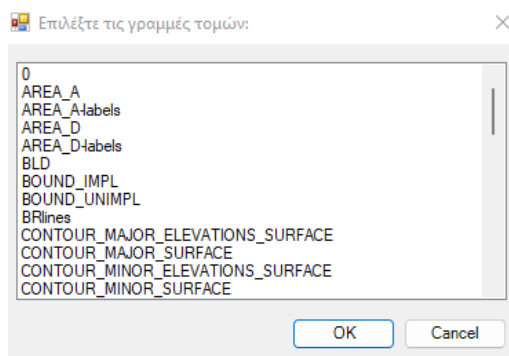 Επιλέξτε τις γραμμές τομών:
0
AREA_A
AREA_A-labels
AREA_D
AREA_D-labels
BLD
BOUND_IMPL
BOUND_UNIMPL
BRlines
CONTOUR_MAJOR_ELEVATIONS_SURFACE
CONTOUR_MAJOR_SURFACE
CONTOUR_MINOR_ELEVATIONS_SURFACE
CONTOUR_MINOR_SURFACE
OK Cancel